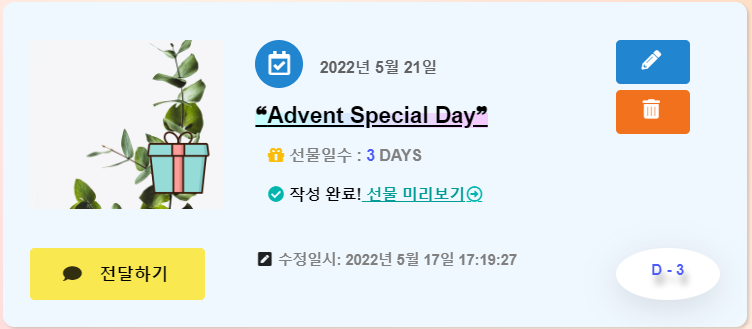 2022년 5월 21일
❝Advent Special Day❞
선물일수 : 3 DAYS
작성 완료! 선물 미리보기
전달하기
수정일시: 2022년 5월 17일 17:19:27
D - 3